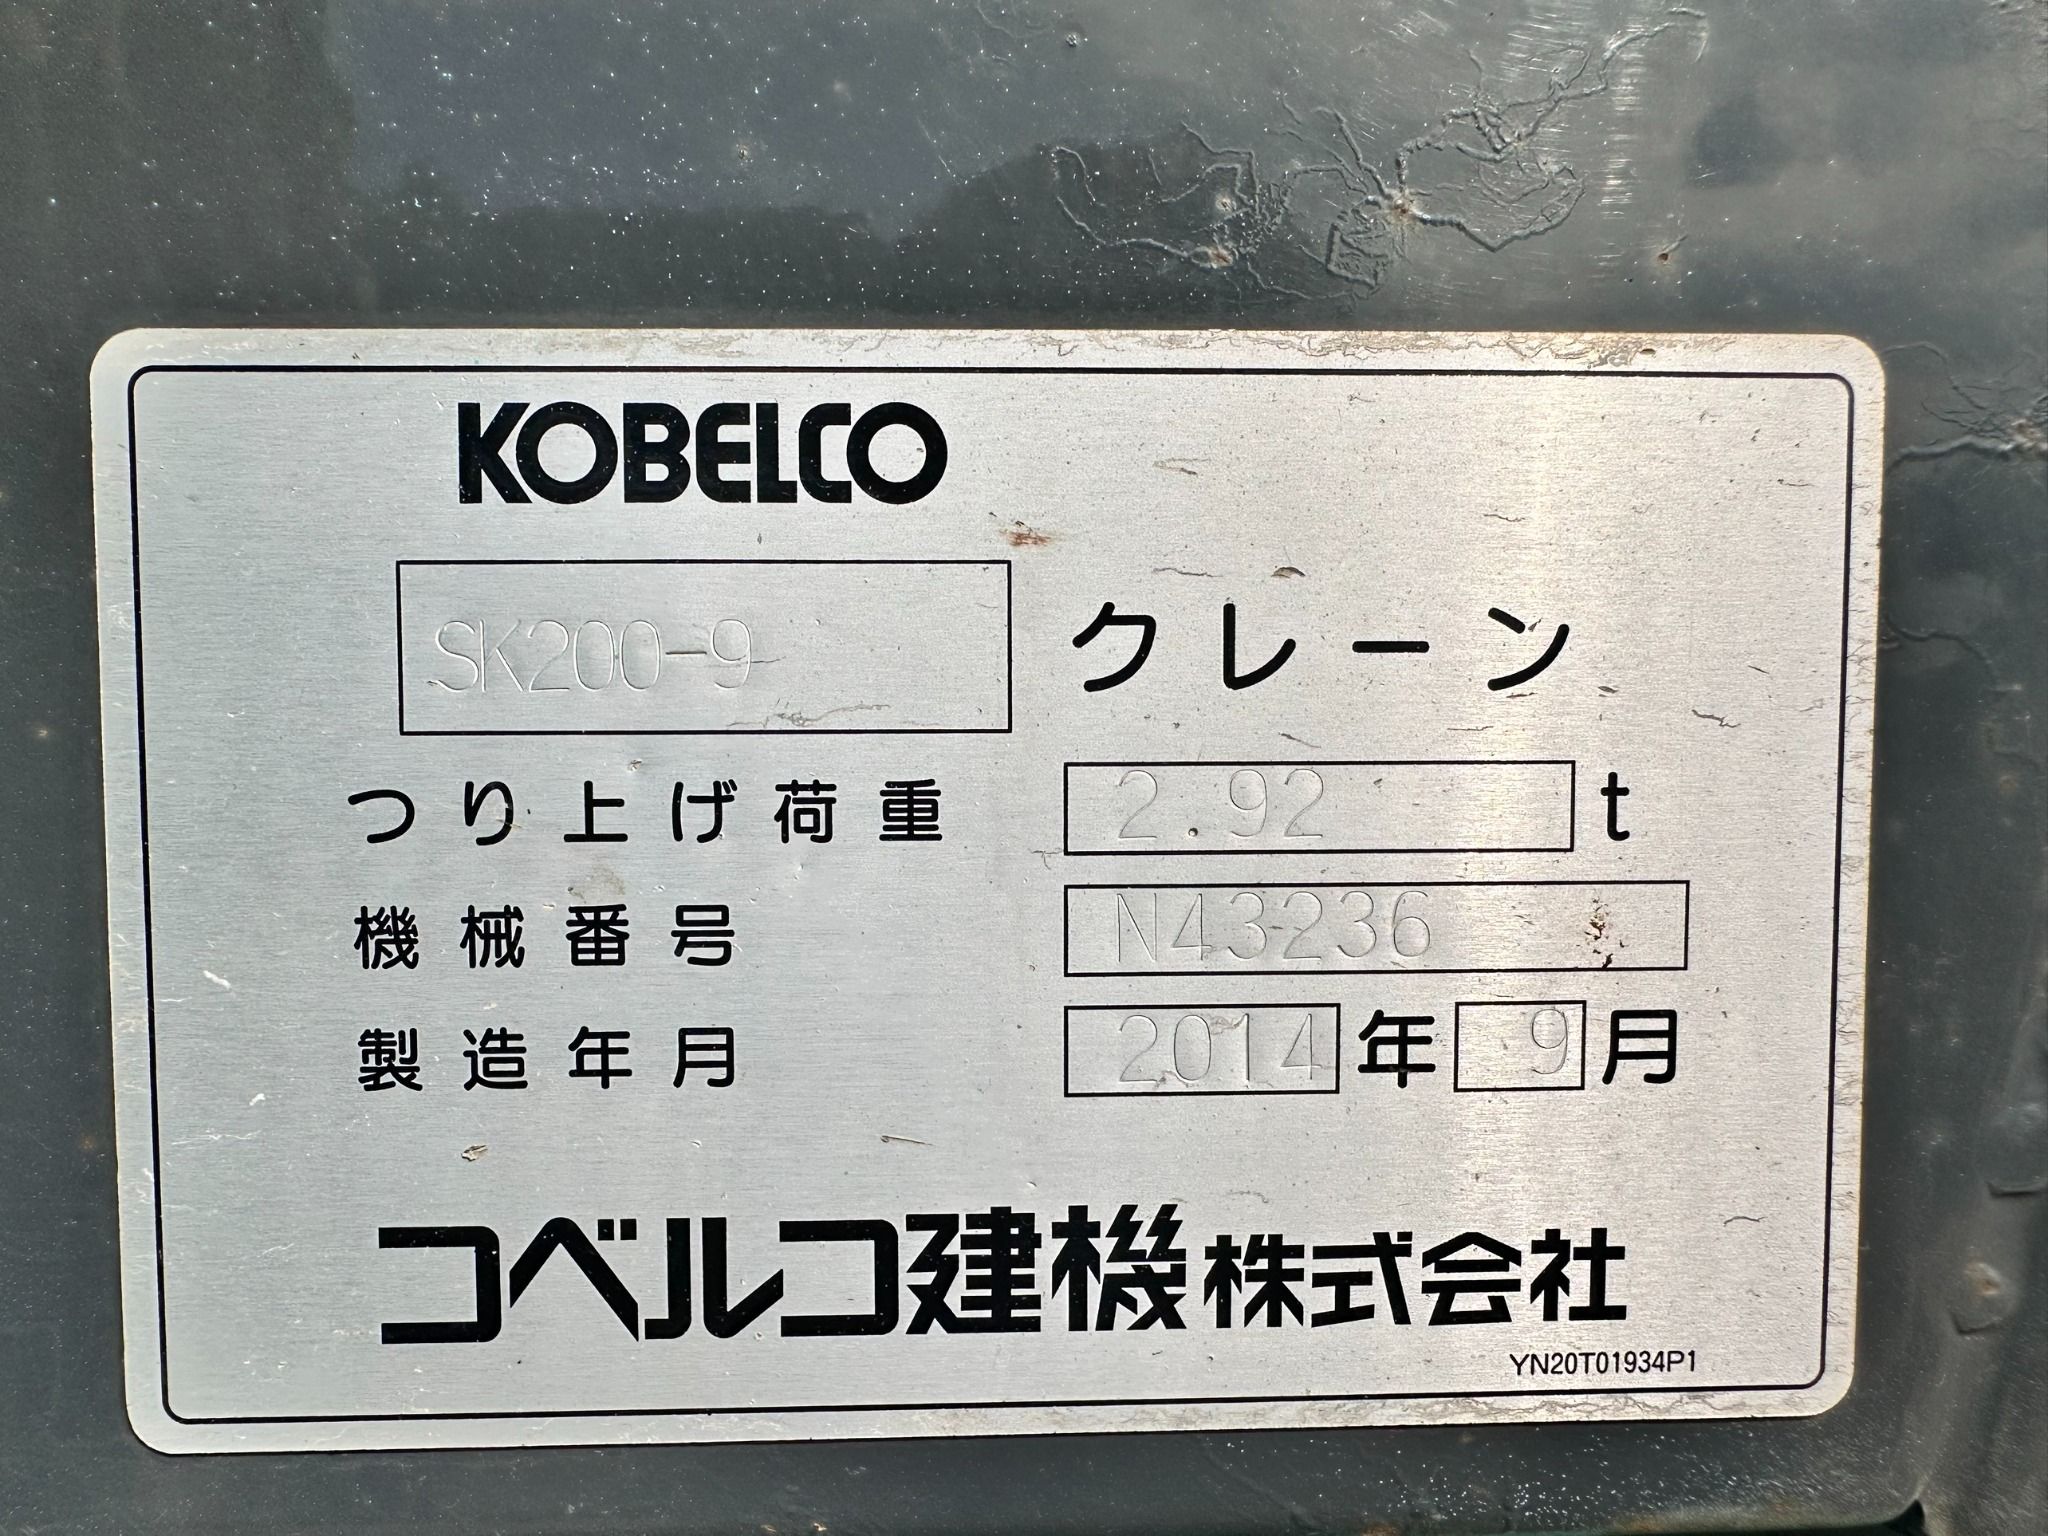 KOBELCO
SK200-9 クレーン
つり上げ荷重 2.92 t
機械番号 N43236
製造年月 2014年 9月
コベルコ建機株式会社
YN20T01934P1